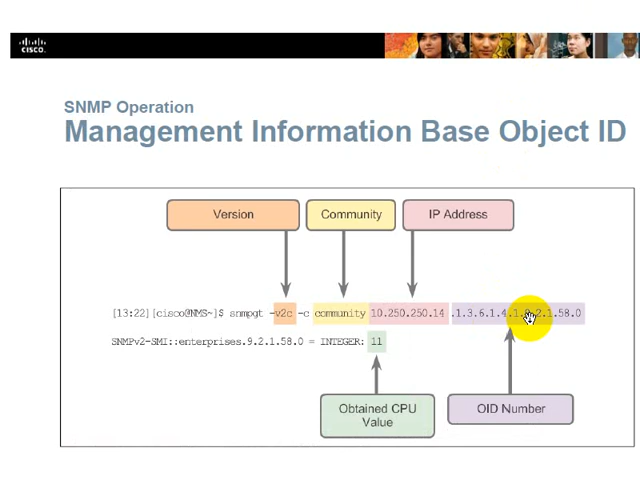 CISCO.
SNMP Operation
Management Information Base Object ID
Version
Community
IP Address
[13:22][cisco@NMS~]$ snmpgt -v2c -c community 10.250.250.14 .1.3.6.1.4.1.9.2.1.58.0
SNMPv2-SMI::enterprises.9.2.1.58.0 = INTEGER: 11
Obtained CPU
Value
OID Number